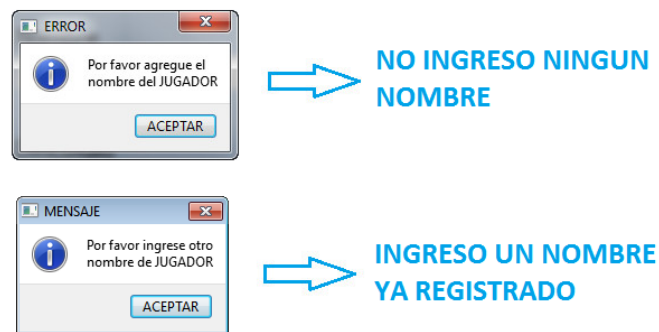 ERROR
Por favor agregue el
nombre del JUGADOR
ACEPTAR
NO INGRESO NINGUN
NOMBRE
MENSAJE
Por favor ingrese otro
nombre de JUGADOR
ACEPTAR
INGRESO UN NOMBRE
YA REGISTRADO